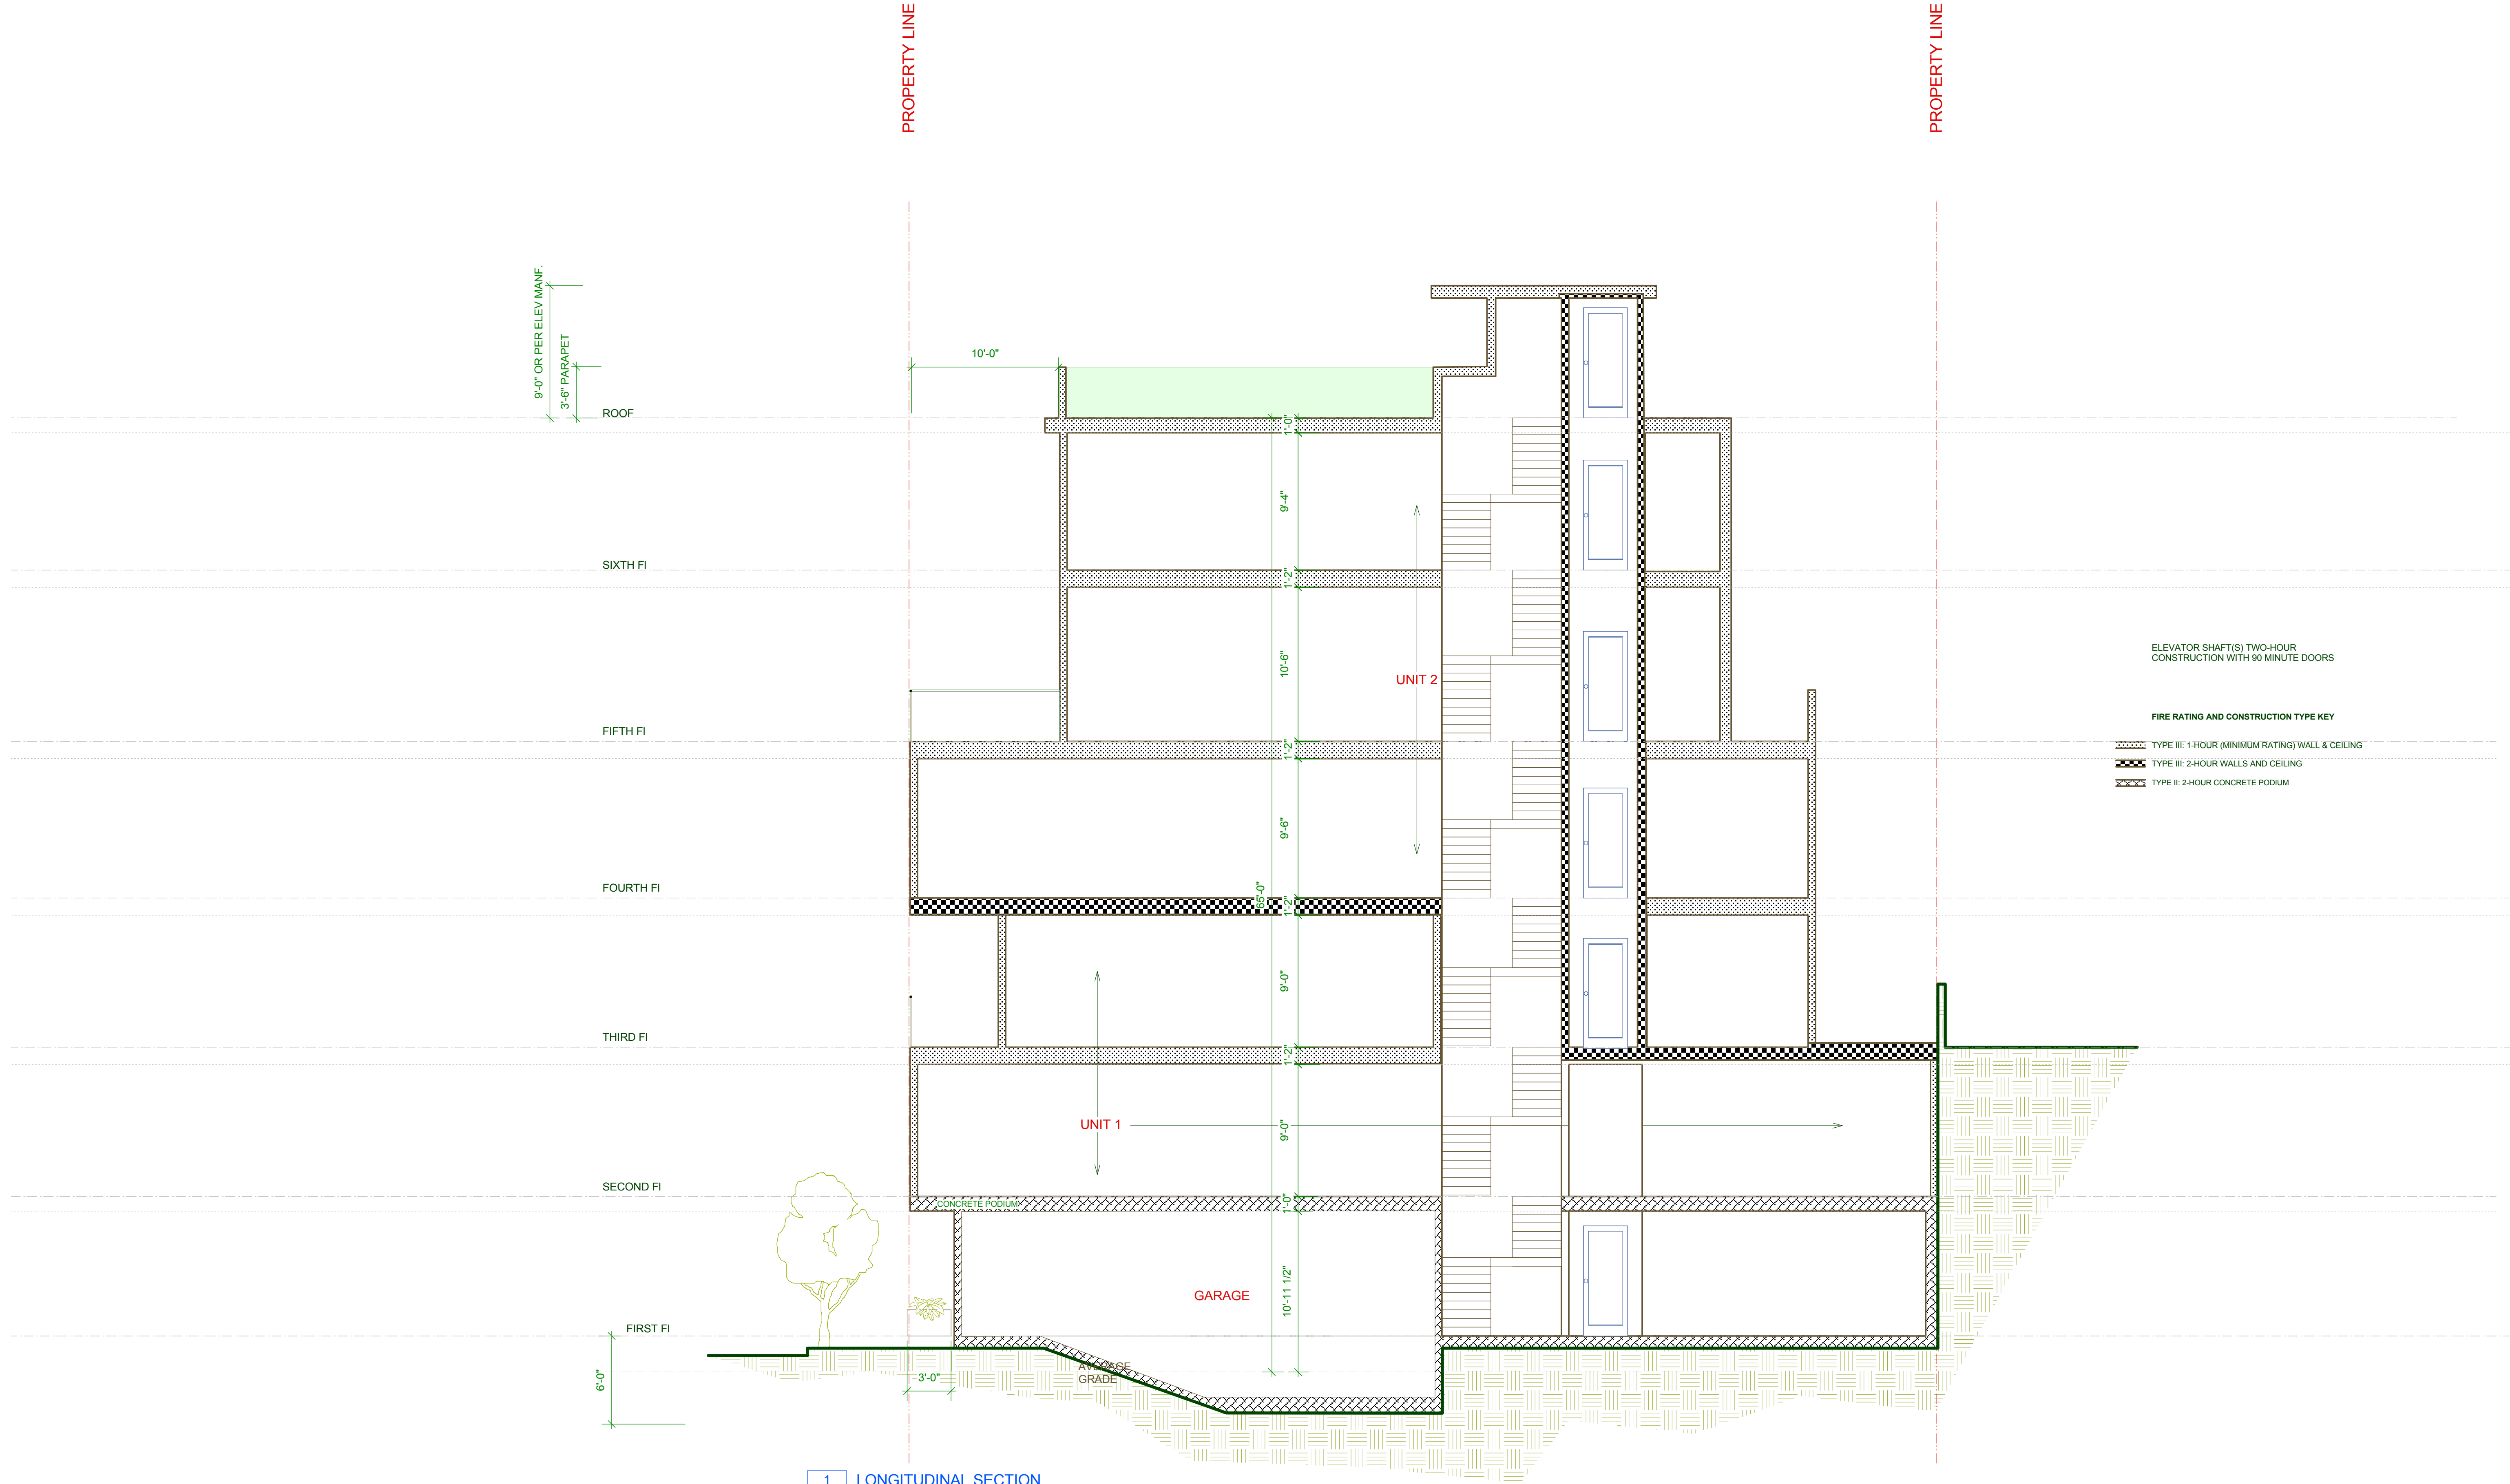 PROPERTY LINE
PROPERTY LINE
9'-0" OR PER ELEV MANF.
3'-6" PARAPET
10'-0"
ROOF
1'-0"
9'-4"
SIXTH Fl
1'-2"
10'-6"
UNIT 2
ELEVATOR SHAFT(S) TWO-HOUR
CONSTRUCTION WITH 90 MINUTE DOORS
FIRE RATING AND CONSTRUCTION TYPE KEY
TYPE III: 1-HOUR (MINIMUM RATING) WALL & CEILING
TYPE III: 2-HOUR WALLS AND CEILING
TYPE II: 2-HOUR CONCRETE PODIUM
FIFTH Fl
1'-2"
9'-6"
FOURTH Fl
65'-0"
1'-2"
9'-0"
THIRD Fl
1'-2"
UNIT 1
9'-0"
SECOND Fl
CONCRETE PODIUM
1'-0"
10'-11 1/2"
GARAGE
FIRST Fl
6'-0"
3'-0"
AVERAGE
GRADE
1
LONGITUDINAL SECTION